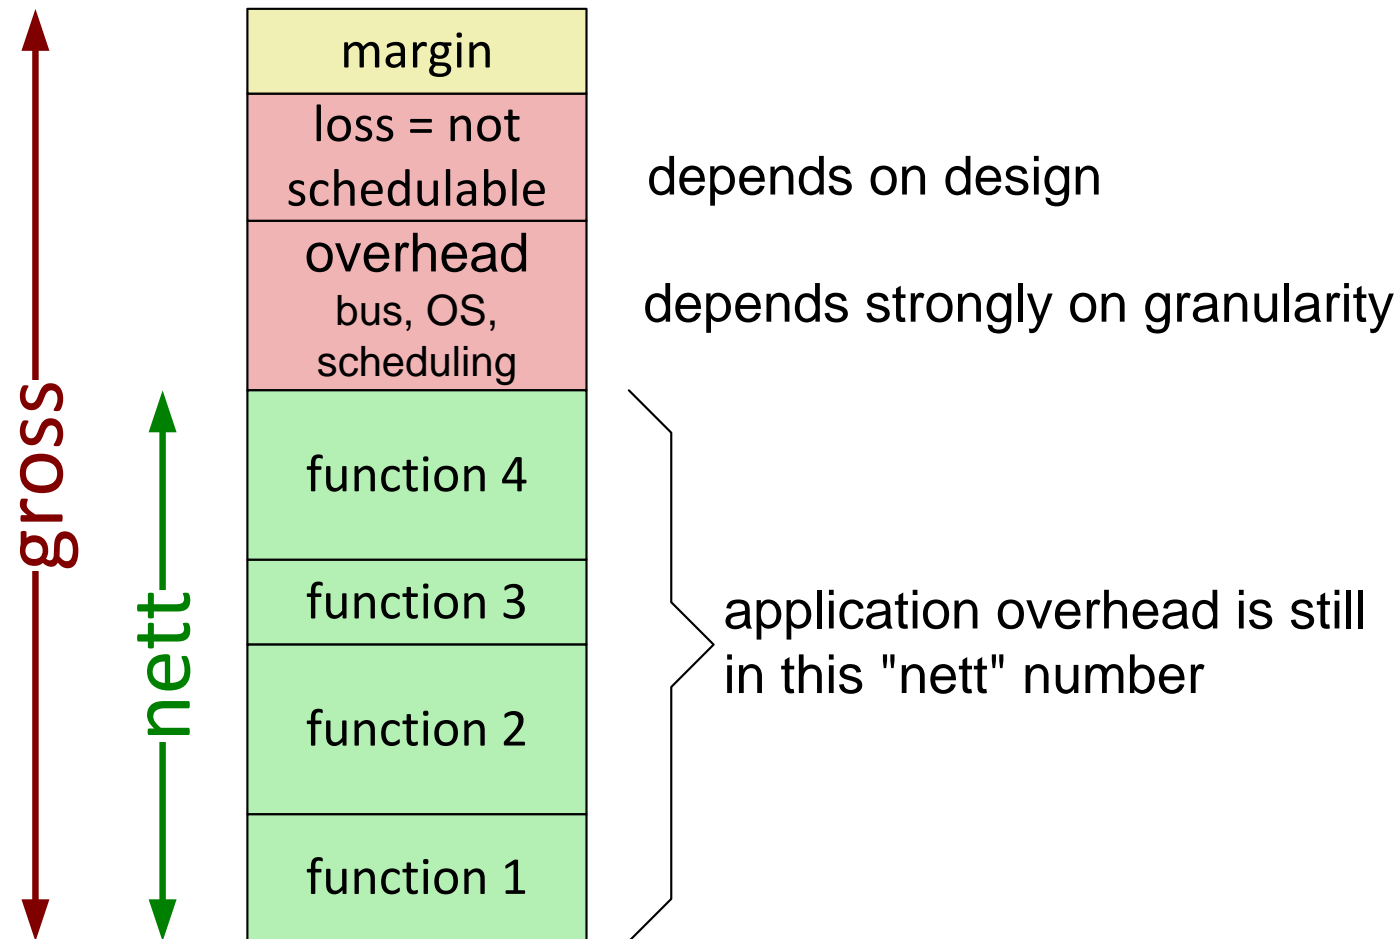 gross
nett
margin
loss = not
schedulable
depends on design
overhead
bus, OS,
scheduling
depends strongly on granularity
function 4
function 3
function 2
function 1
application overhead is still
in this "nett" number